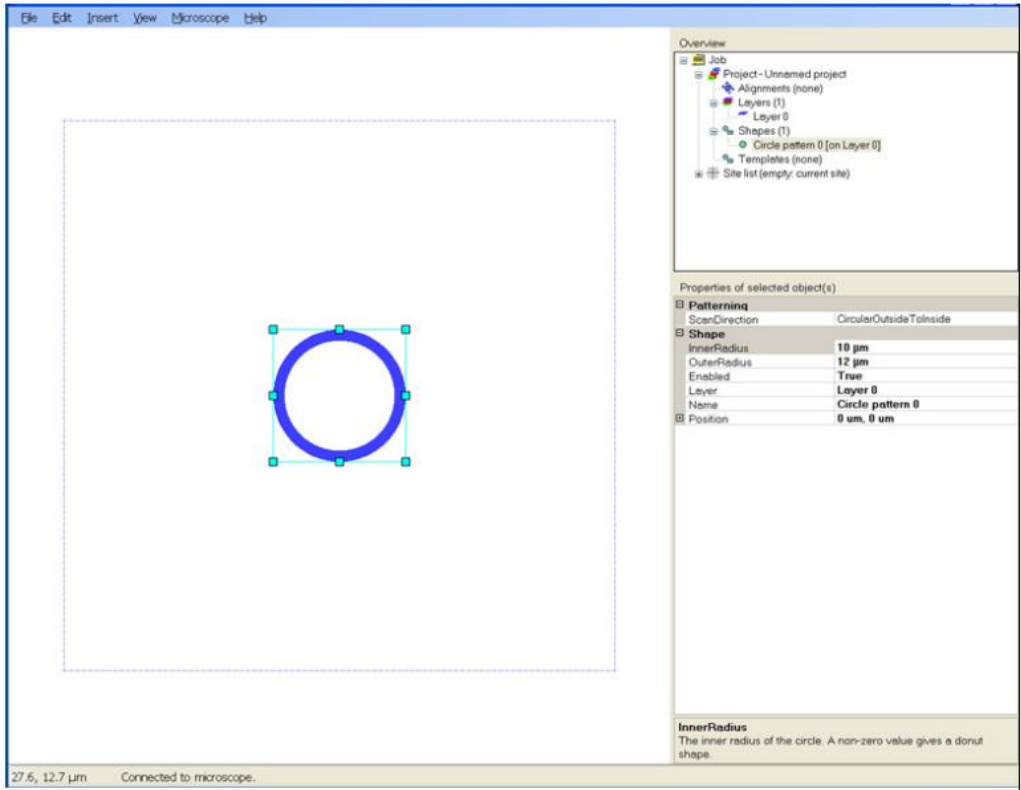 File Edit Insert View Microscope Help
Overview
Job
Project - Unnamed project
Alignments (none)
Layers (1)
Layer 0
Shapes (1)
Circle pattern 0 [on Layer 0]
Templates (none)
Site list (empty: current site)
Properties of selected object(s)
Patterning
ScanDirection CircularOutsideToInside
Shape
InnerRadius 10 µm
OuterRadius 12 µm
Enabled True
Layer Layer 0
Name Circle pattern 0
Position 0 um, 0 um
InnerRadius
The inner radius of the circle. A non-zero value gives a donut
shape.
27.6, 12.7 µm Connected to microscope.